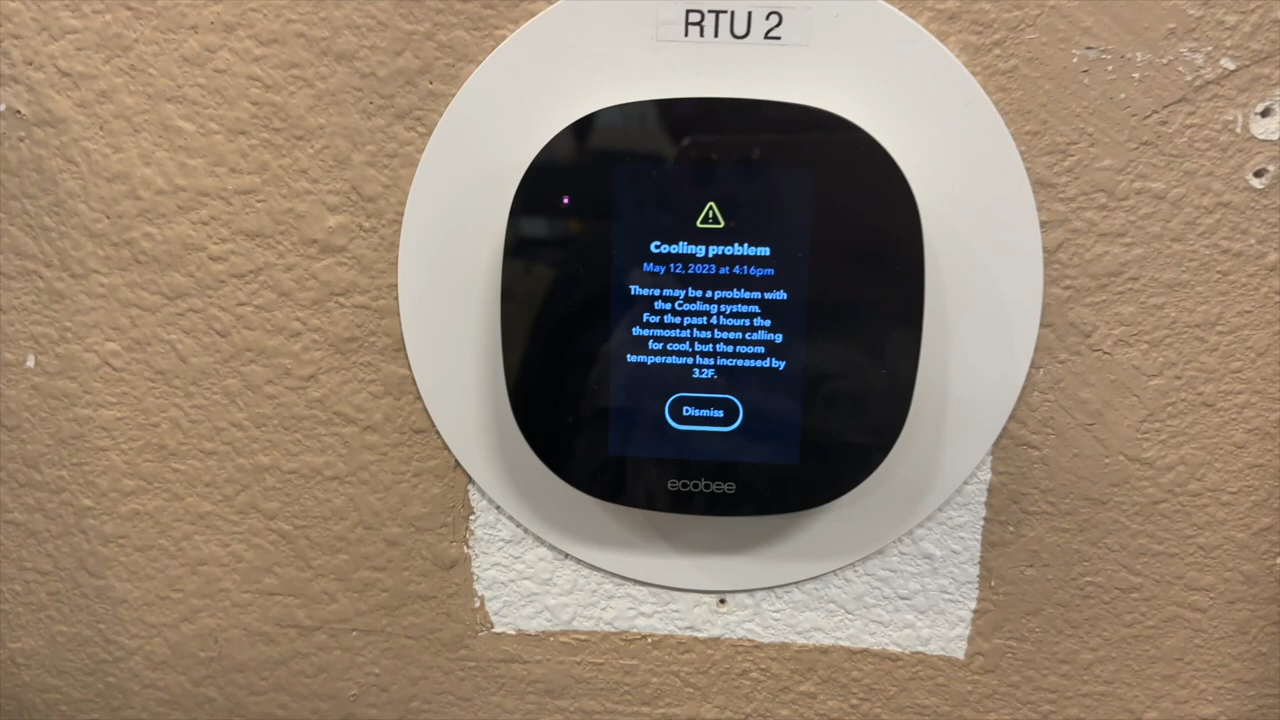 RTU 2
Cooling problem
May 12, 2023 at 4:16pm
There may be a problem with
the Cooling system.
For the past 4 hours the
thermostat has been calling
for cool, but the room
temperature has increased by
3.2F.
Dismiss
ecobee